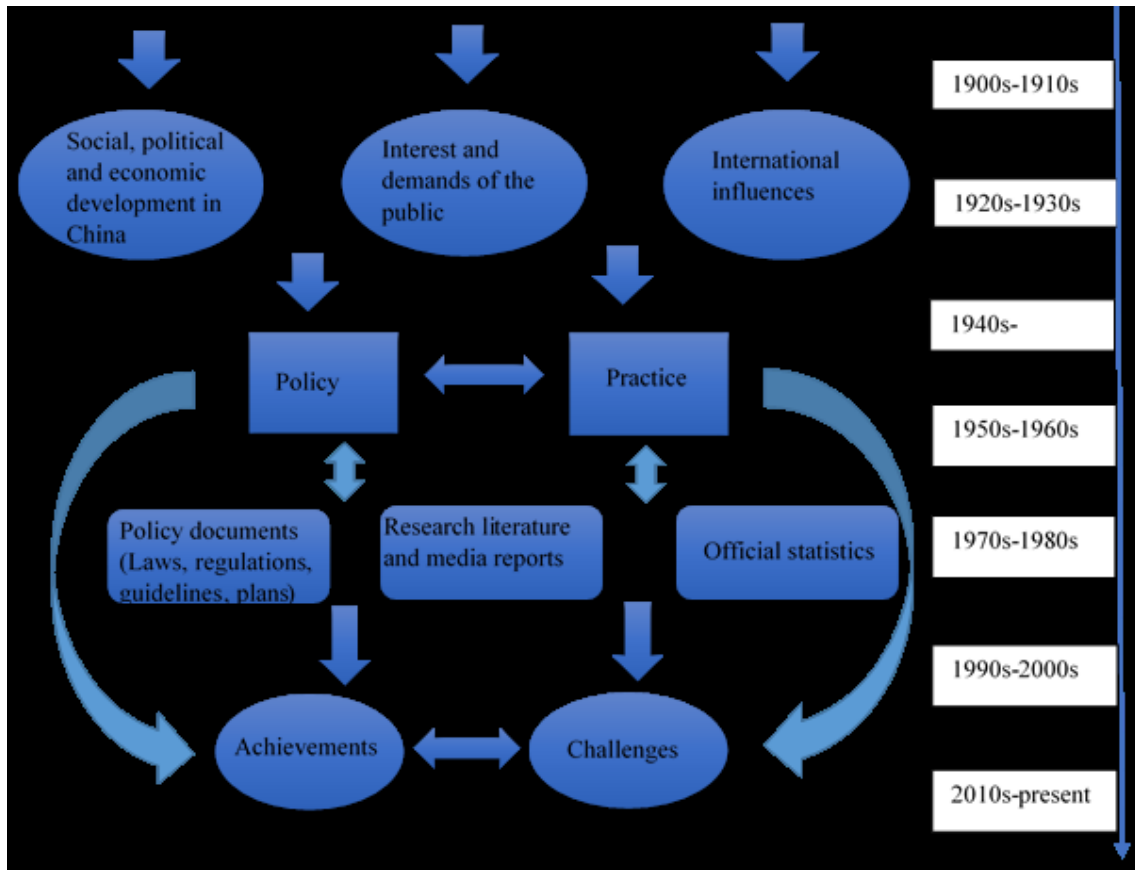 Social, political
and economic
development in
China
Interest and
demands of the
public
International
influences
Policy
Practice
Policy documents
(Laws, regulations,
guidelines, plans)
Research literature
and media reports
Official statistics
Achievements
Challenges
1900s-1910s
1920s-1930s
1940s-
1950s-1960s
1970s-1980s
1990s-2000s
2010s-present